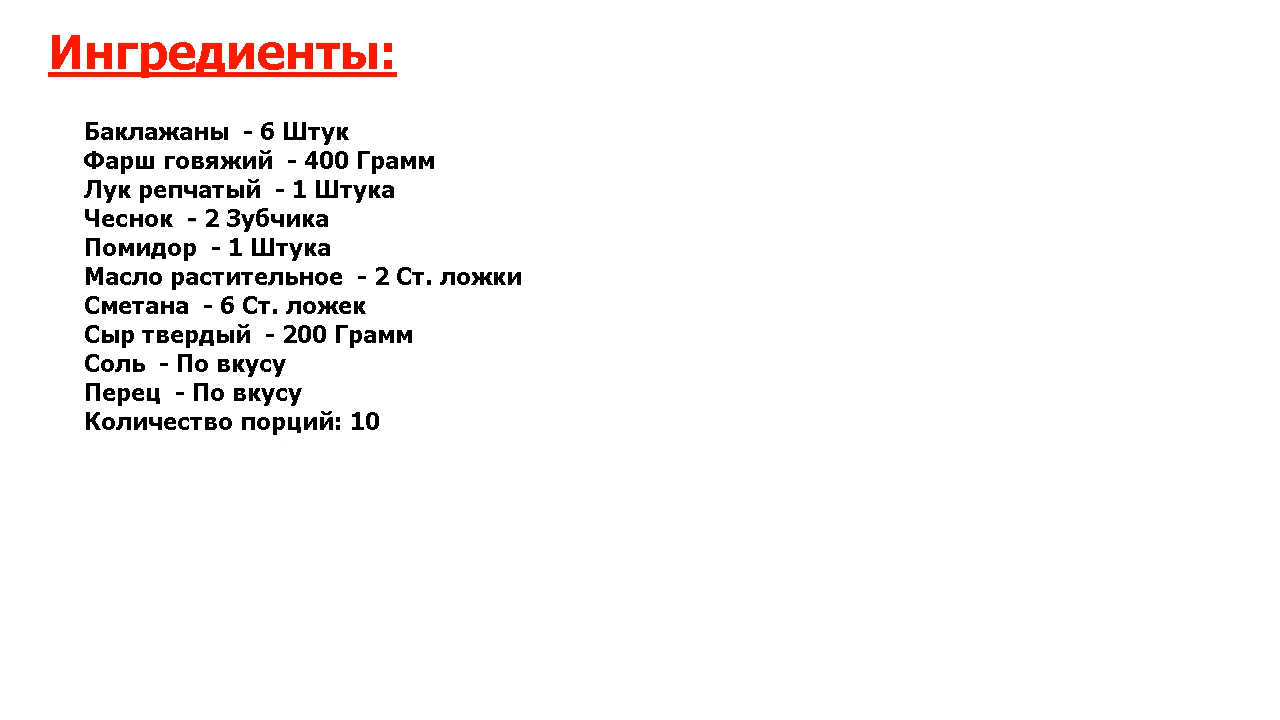 Ингредиенты:
Баклажаны  - 6 Штук
Фарш говяжий  - 400 Грамм
Лук репчатый  - 1 Штука
Чеснок  - 2 Зубчика
Помидор  - 1 Штука
Масло растительное  - 2 Ст. ложки
Сметана  - 6 Ст. ложек
Сыр твердый  - 200 Грамм
Соль  - По вкусу
Перец  - По вкусу
Количество порций: 10